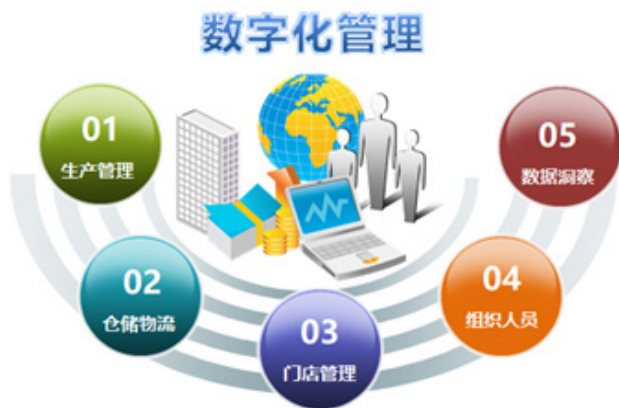 数字化管理
01
生产管理
02
仓储物流
03
门店管理
04
组织人员
05
数据洞察